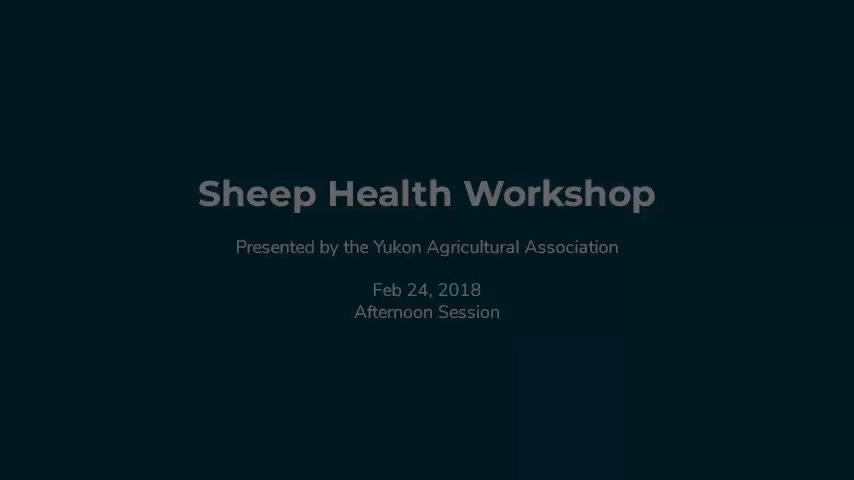 Sheep Health Workshop
Presented by the Yukon Agricultural Association
Feb 24, 2018
Afternoon Session